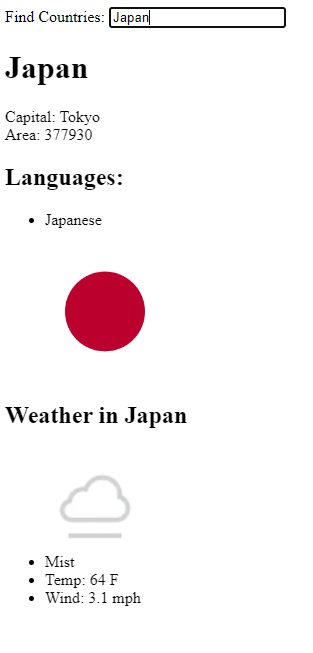 Find Countries: Japan
Japan
Capital: Tokyo
Area: 377930
Languages:
Japanese
Weather in Japan
Mist
Temp: 64 F
Wind: 3.1 mph